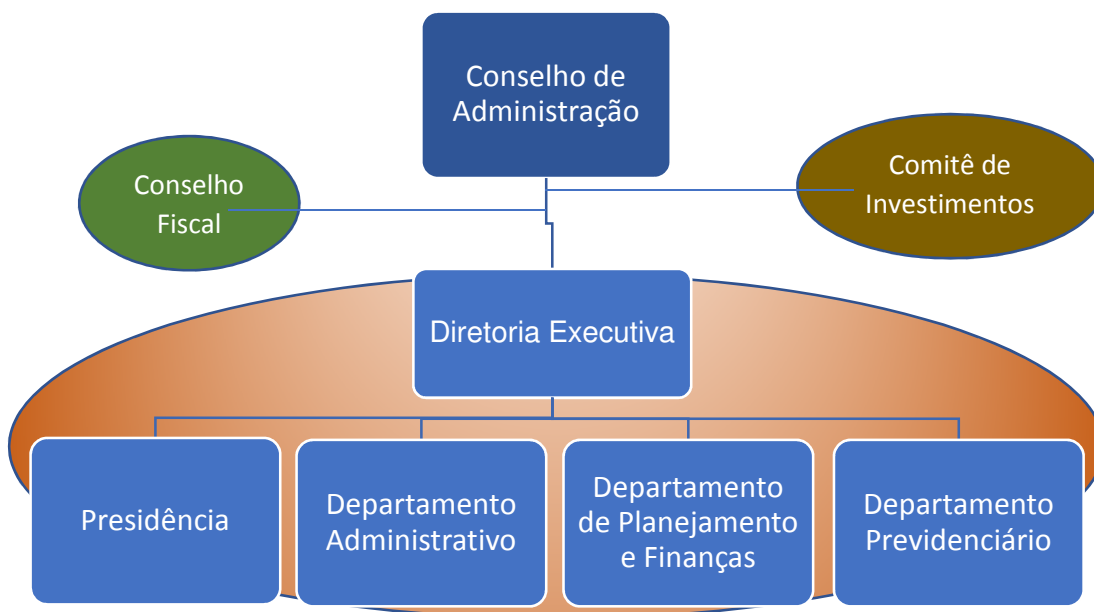 Conselho de
Administração
Conselho
Fiscal
Comitê de
Investimentos
Diretoria Executiva
Presidência
Departamento
Administrativo
Departamento
de Planejamento
e Finanças
Departamento
Previdenciário